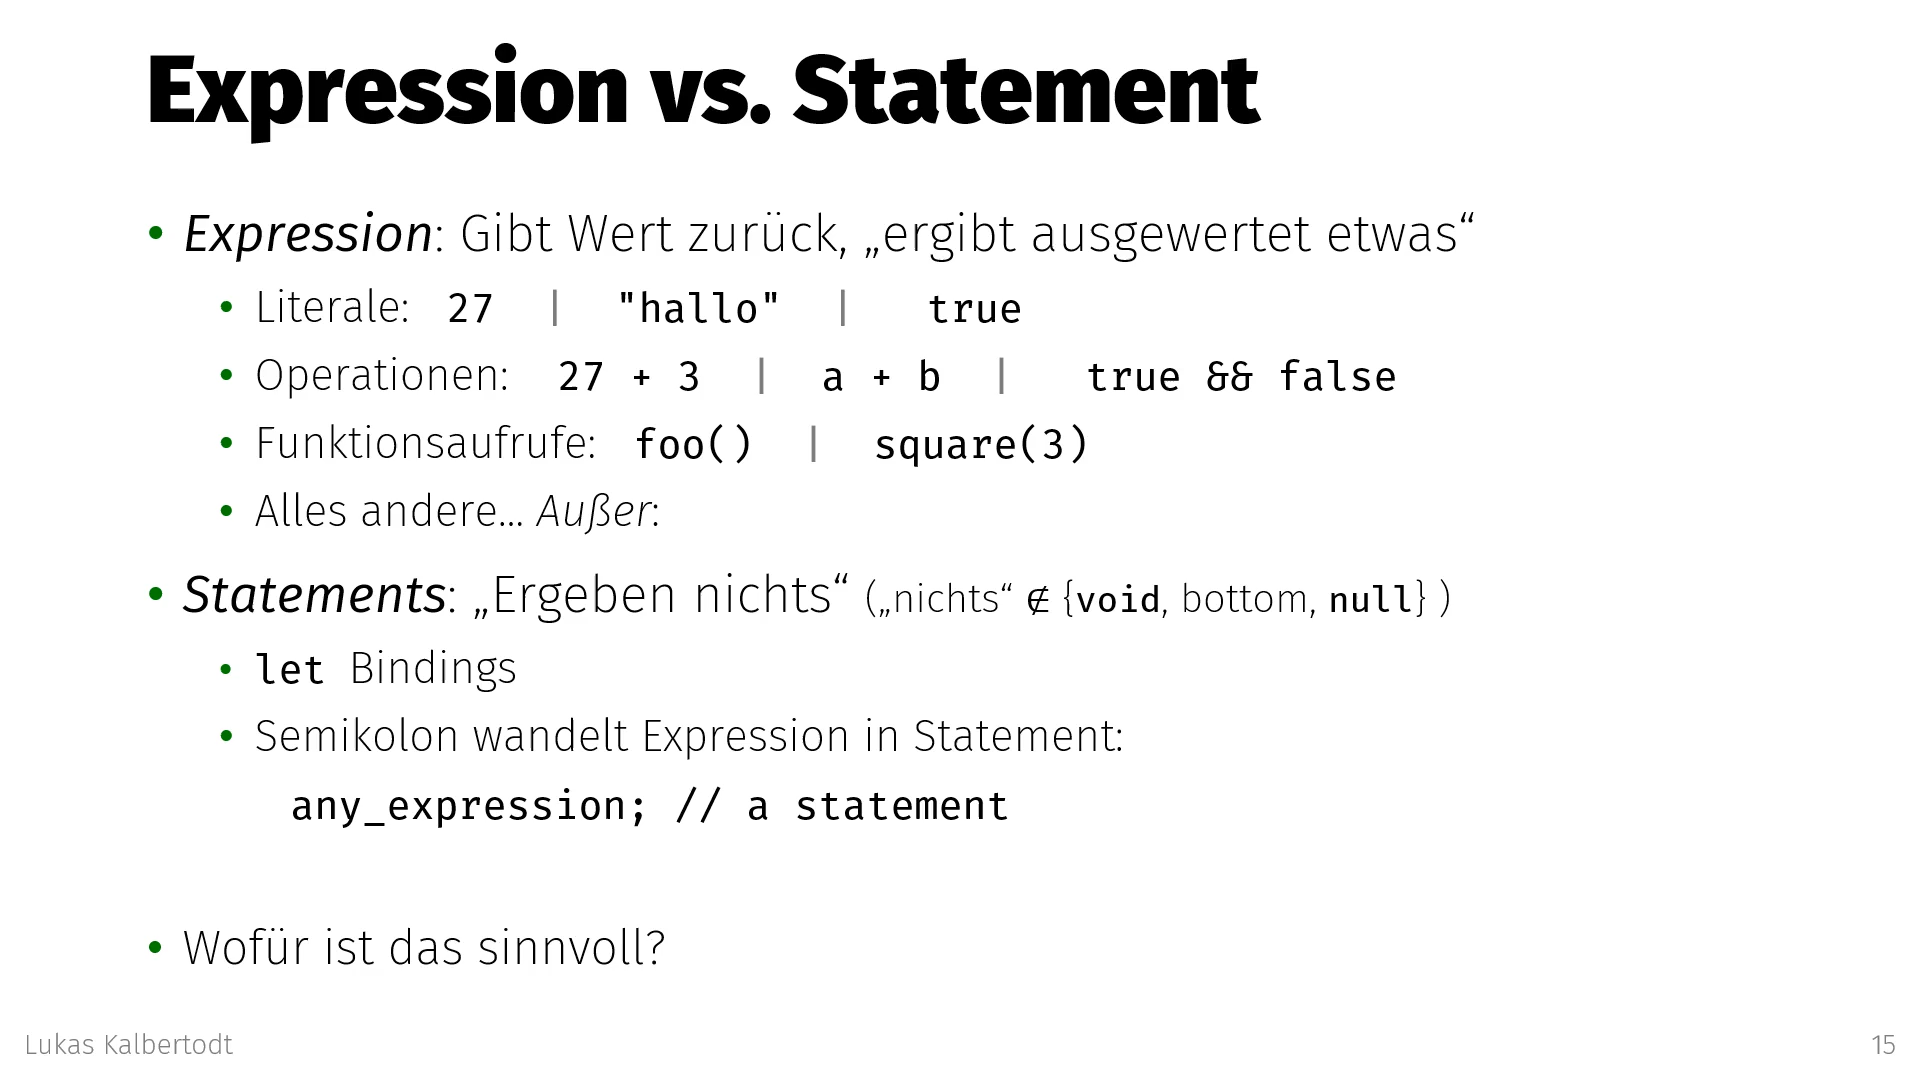 Expression vs. Statement
• Expression: Gibt Wert zurück, „ergibt ausgewertet etwas“
• Literale: 27 | "hallo" | true
• Operationen: 27 + 3 | a + b | true && false
• Funktionsaufrufe: foo() | square(3)
• Alles andere… Außer:
• Statements: „Ergeben nichts“ („nichts“ ∉ {void, bottom, null} )
• let Bindings
• Semikolon wandelt Expression in Statement:
any_expression; // a statement
• Wofür ist das sinnvoll?
Lukas Kalbertodt
15